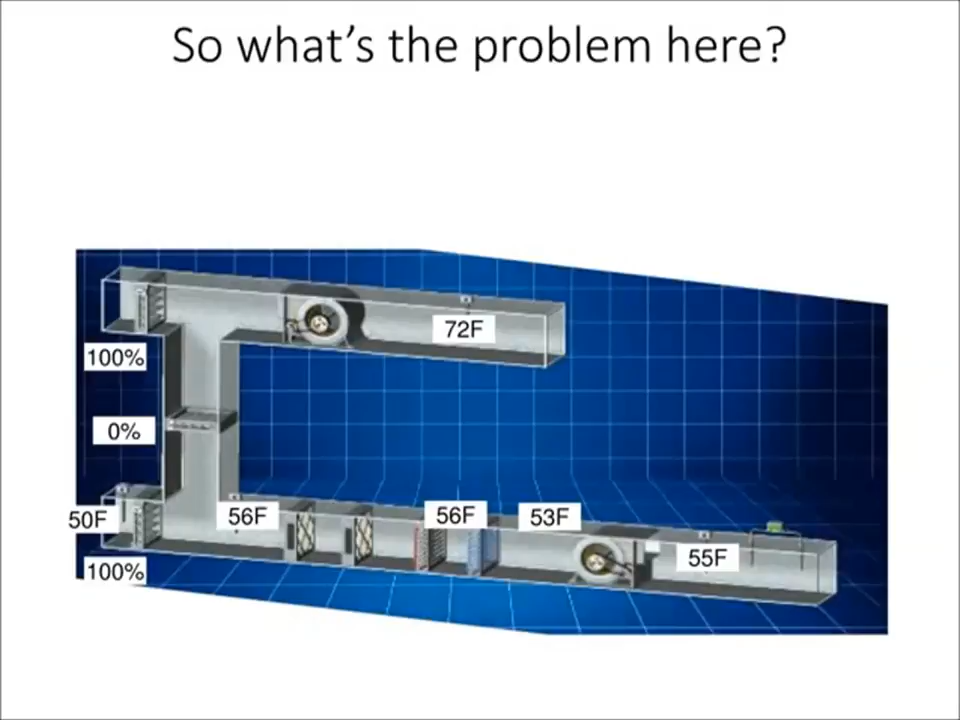 So what's the problem here?
72F
100%
0%
50F
56F
56F
53F
55F
100%